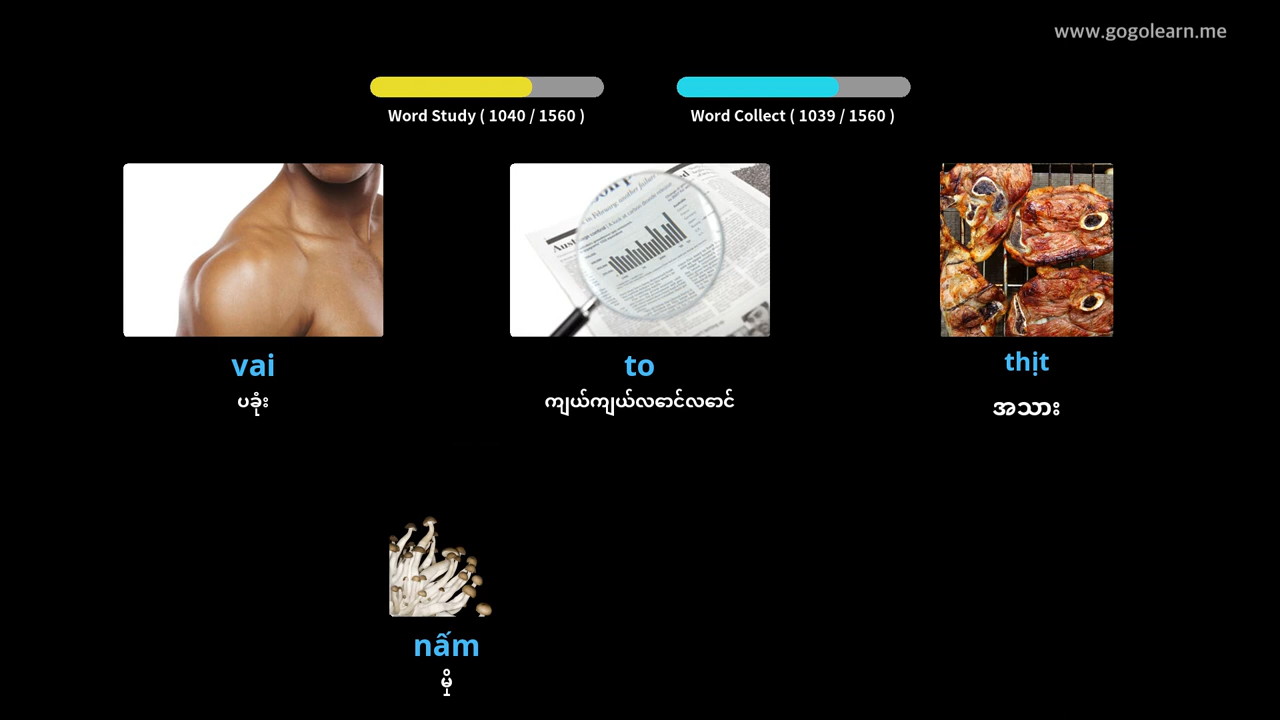 www.gogolearn.me
Word Study ( 1040 / 1560 )
Word Collect ( 1039 / 1560 )
vai
to
thịt
ပခုံး
ကျယ်ကျယ်လောင်လောင်
အသား
nấm
မှို